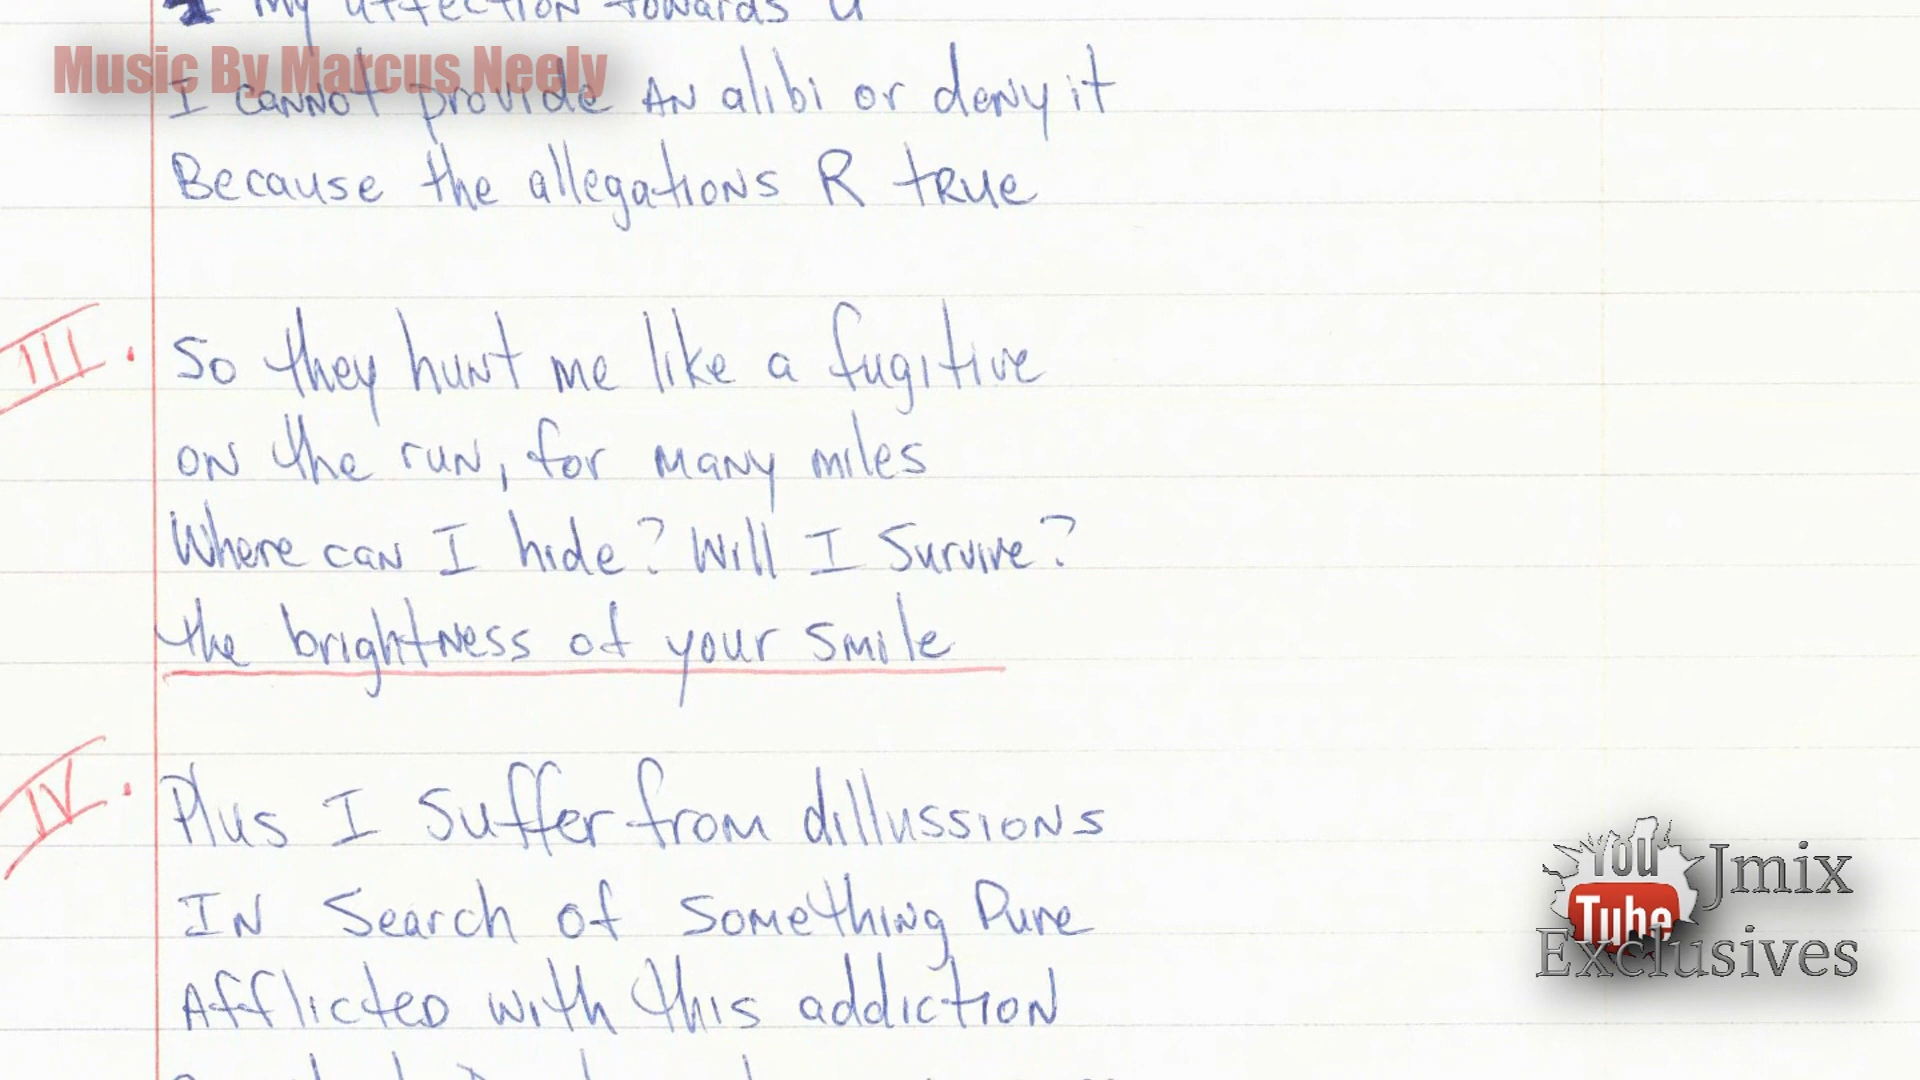 My affection towards U
Music By Marcus Neely
I cannot provide AN alibi or deny it
Because the allegations R tRue
III. So they hunt me like a fugitive
oN the ruN, for many miles
Where can I hide? Will I Survive?
the brightness of your smile
IV. Plus I suffer from dillussions
IN Search of something Pure
Afflicted with this addiction
You Tube Jmix
Exclusives